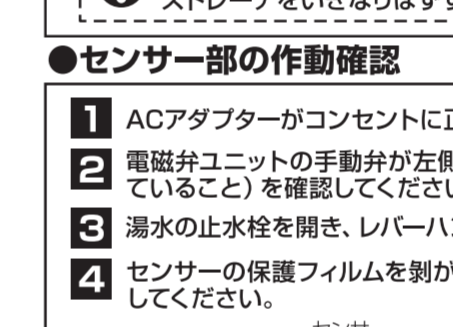 ストレーナをいきなりはずす
●センサー部の作動確認
1 ACアダプターがコンセントに正
2 電磁弁ユニットの手動弁が左側
ていること）を確認してください
3 湯水の止水栓を開き、レバーハン
4 センサーの保護フィルムを剝が
してください。
センサ